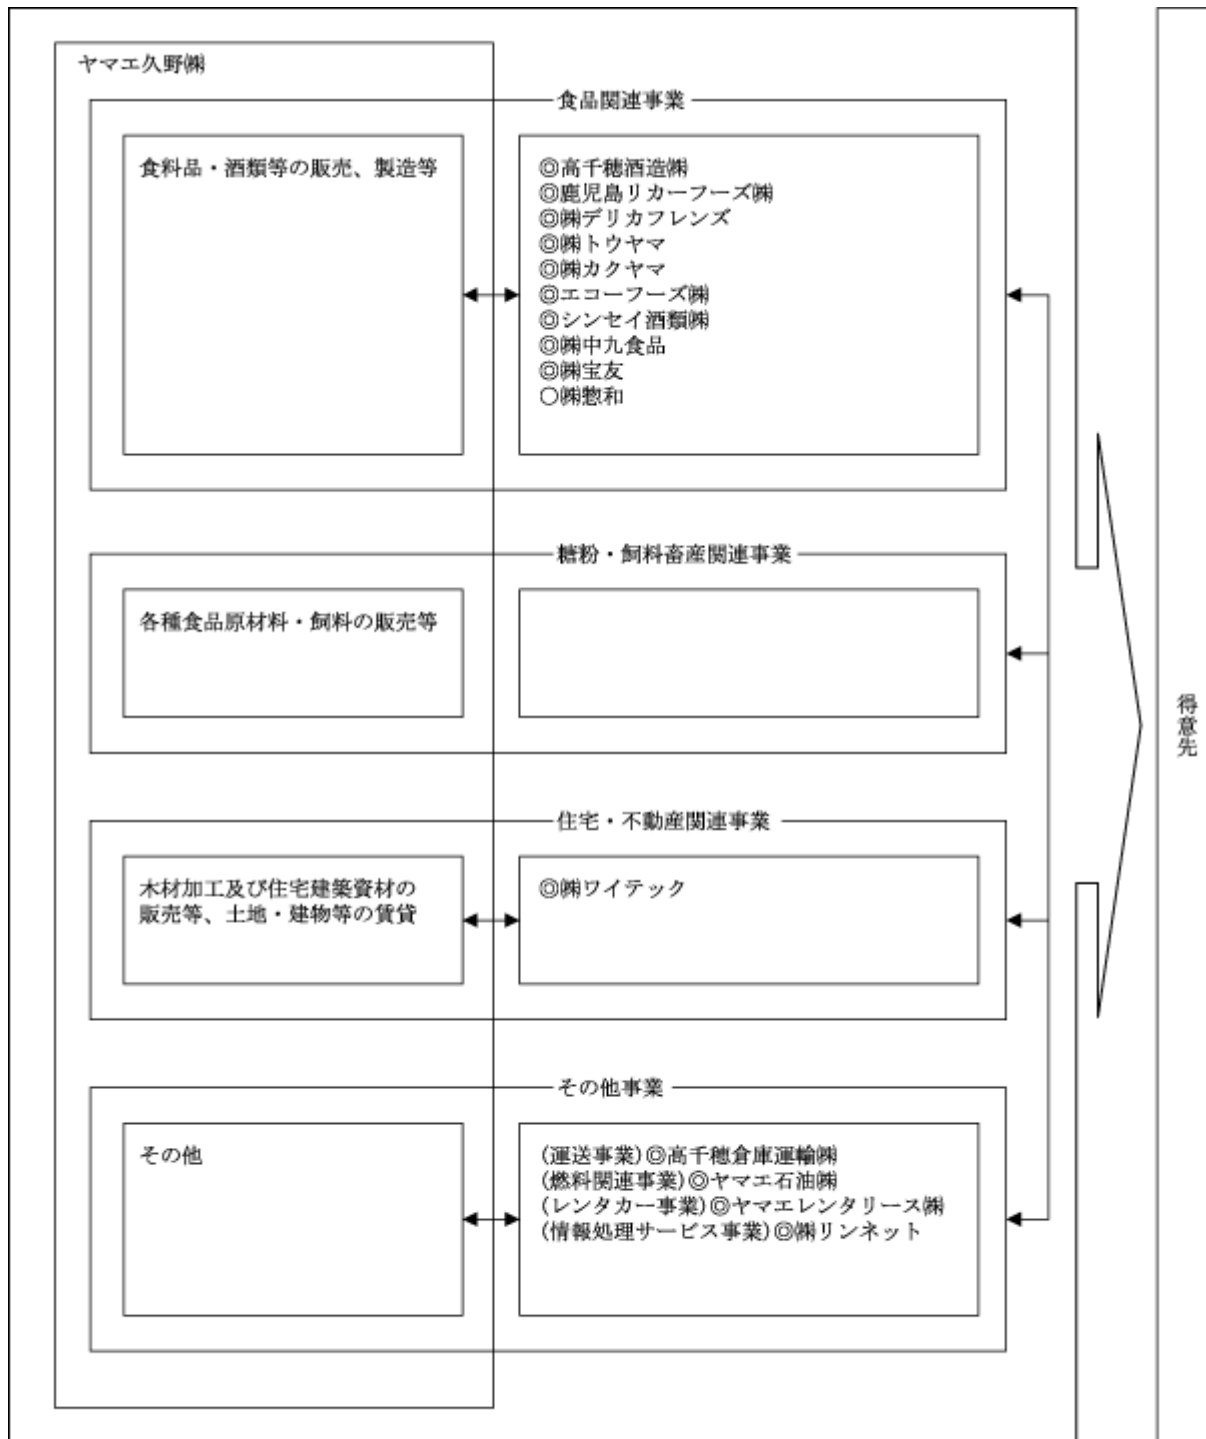 ヤマエ久野㈱
食品関連事業
食料品・酒類等の販売、製造等
◎高千穂酒造㈱
◎鹿児島リカーフーズ㈱
◎㈱デリカフレンズ
◎㈱トウヤマ
◎㈱カクヤマ
◎エコーフーズ㈱
◎シンセイ酒類㈱
◎㈱中九食品
◎㈱宝友
○㈱惣和
糖粉・飼料畜産関連事業
各種食品原材料・飼料の販売等
住宅・不動産関連事業
木材加工及び住宅建築資材の
販売等、土地・建物等の賃貸
◎㈱ワイテック
その他事業
その他
(運送事業)◎高千穂倉庫運輸㈱
(燃料関連事業)◎ヤマエ石油㈱
(レンタカー事業)◎ヤマエレンタリース㈱
(情報処理サービス事業)◎㈱リンネット
得意先